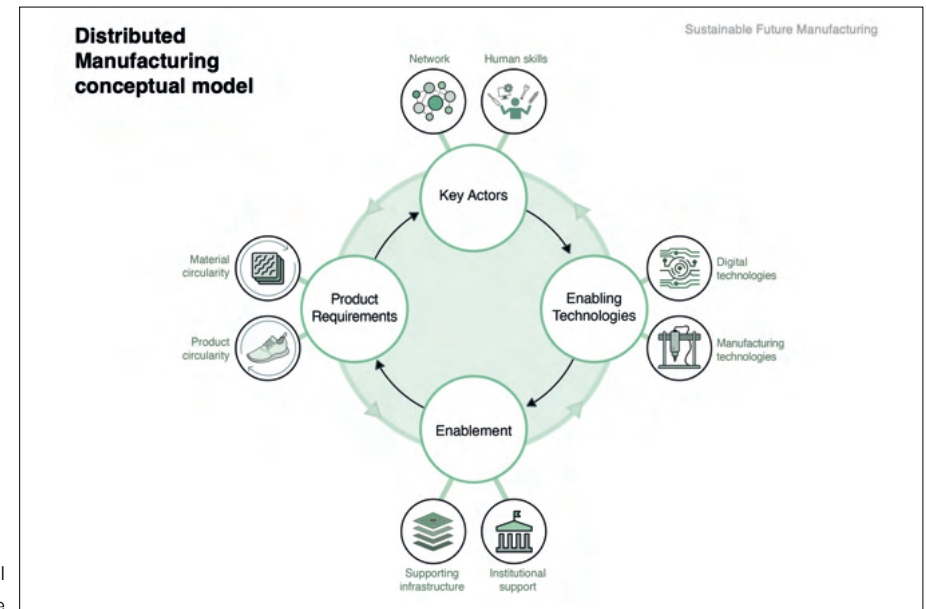 Distributed
Manufacturing
conceptual model
Sustainable Future Manufacturing
Network
Human skills
Key Actors
Material
circularity
Product
circularity
Product
Requirements
Enabling
Technologies
Digital
technologies
Manufacturing
technologies
Enablement
Supporting
infrastructure
Institutional
support